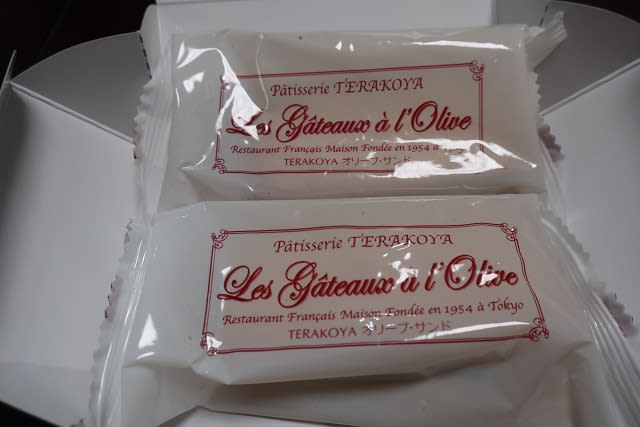 Pâtisserie TERAKOYA
Les Gâteaux à l'Olive
Restaurant Français Maison Fondée en 1954 à
TERAKOYA オリーブ・サンド
Pâtisserie TERAKOYA
Les Gâteaux à l'Olive
Restaurant Français Maison Fondée en 1954 à Tokyo
TERAKOYA オリーブ・サンド